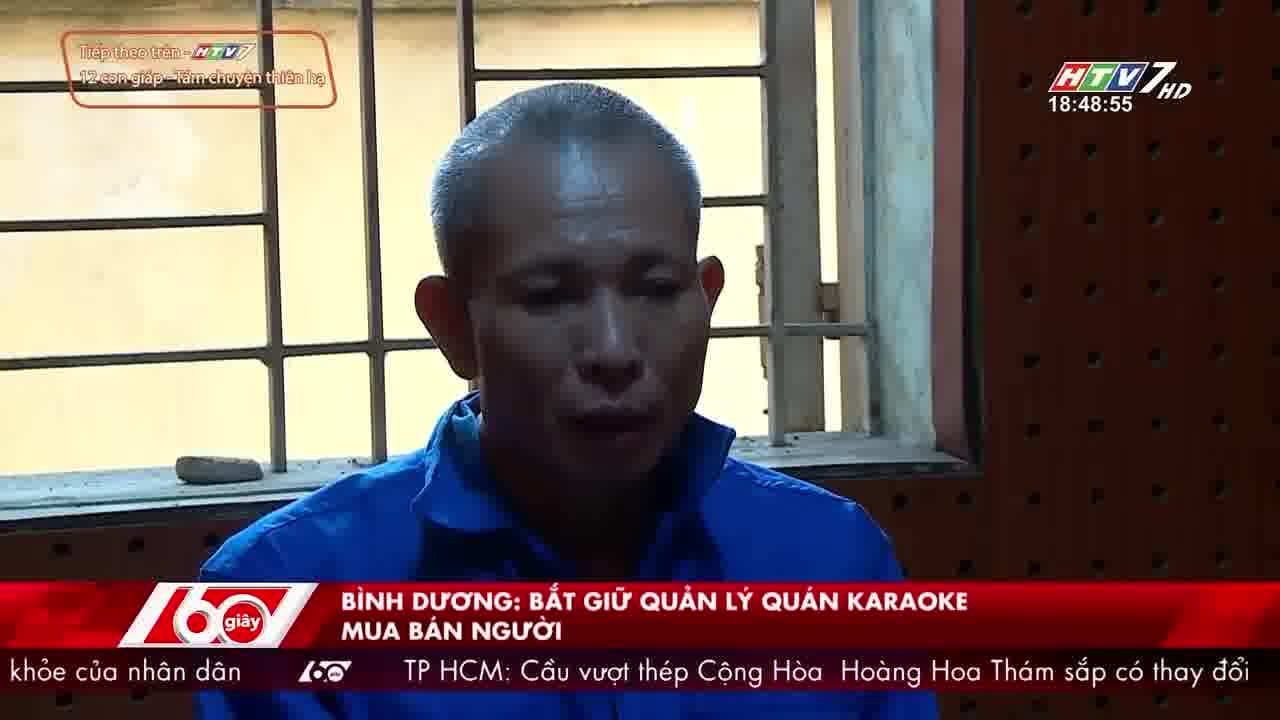 Tiếp theo trên - HTV7
12 con giáp - Tám chuyện thiên hạ
HTV7 HD
18:48:55
60 giây
BÌNH DƯƠNG: BẮT GIỮ QUẢN LÝ QUÁN KARAOKE
MUA BÁN NGƯỜI
khỏe của nhân dân 60 giây TP HCM: Cầu vượt thép Cộng Hòa Hoàng Hoa Thám sắp có thay đổi